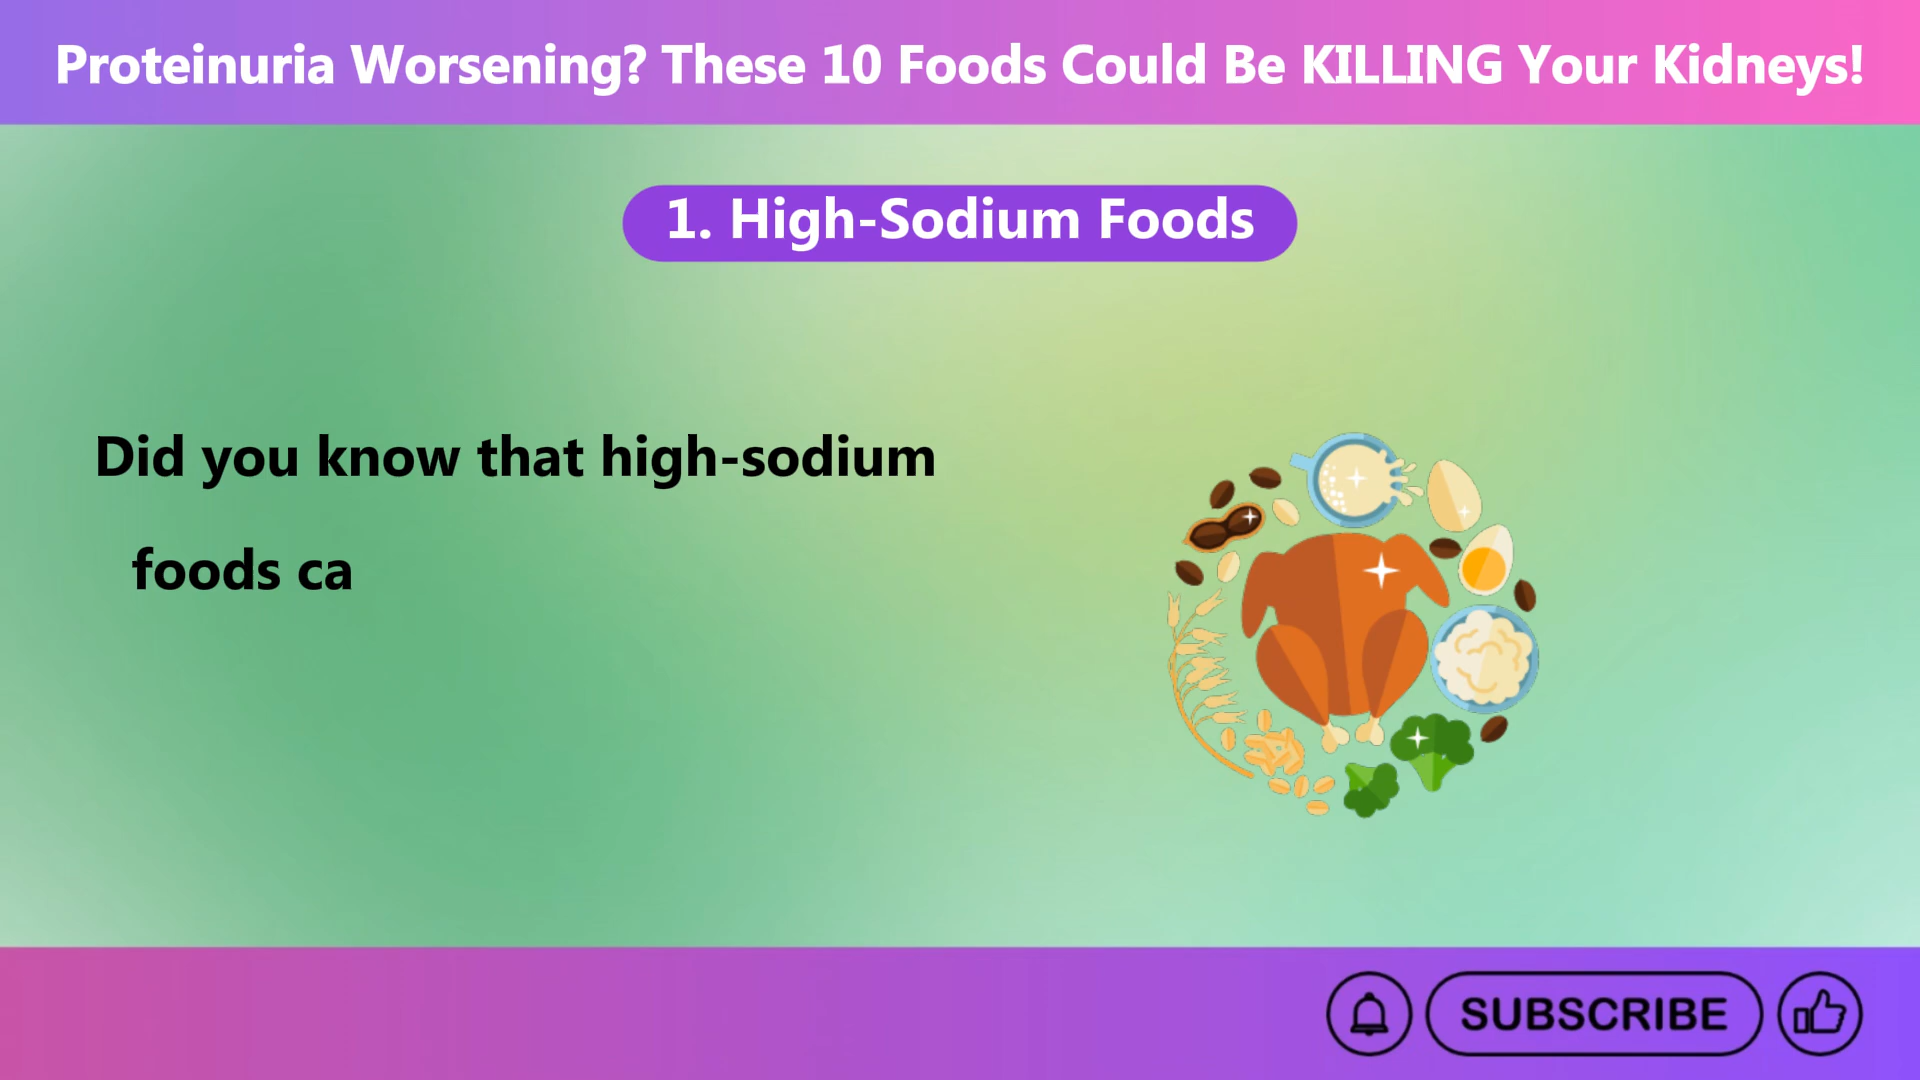 Proteinuria Worsening? These 10 Foods Could Be KILLING Your Kidneys!
1. High-Sodium Foods
Did you know that high-sodium
foods ca
SUBSCRIBE